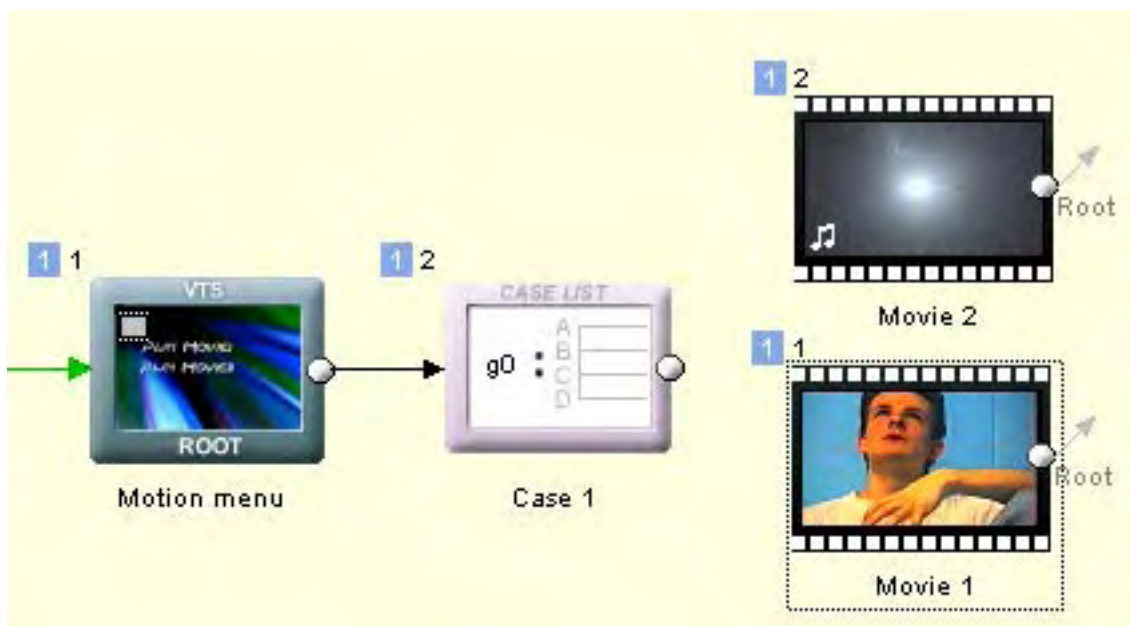 1 2
Root
Movie 2
1 1
VTS
ROOT
Motion menu
1 2
CASE LIST
g0 :
A
B
C
D
Case 1
1 1
Root
Movie 1